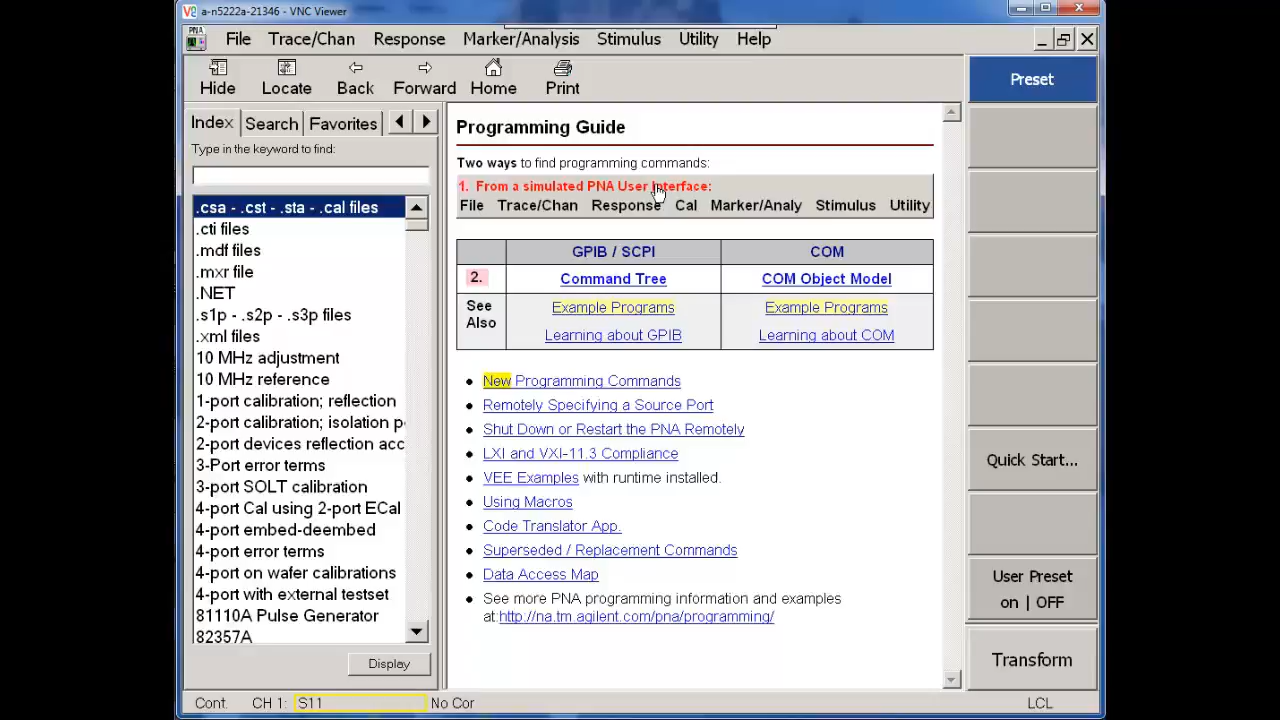 a-n5222a-21346 - VNC Viewer
File Trace/Chan Response Marker/Analysis Stimulus Utility Help
Hide Locate Back Forward Home Print
Index Search Favorites
Type in the keyword to find:
.csa - .cst - .sta - .cal files
.cti files
.mdf files
.mxr file
.NET
.s1p - .s2p - .s3p files
.xml files
10 MHz adjustment
10 MHz reference
1-port calibration; reflection
2-port calibration; isolation p
2-port devices reflection acc
3-Port error terms
3-port SOLT calibration
4-port Cal using 2-port ECal
4-port embed-deembed
4-port error terms
4-port on wafer calibrations
4-port with external testset
81110A Pulse Generator
82357A
Display
Programming Guide
Two ways to find programming commands:
1. From a simulated PNA User Interface:
File Trace/Chan Response Cal Marker/Analy Stimulus Utility
GPIB / SCPI COM
2. Command Tree COM Object Model
See Also Example Programs Example Programs
Learning about GPIB Learning about COM
New Programming Commands
Remotely Specifying a Source Port
Shut Down or Restart the PNA Remotely
LXI and VXI-11.3 Compliance
VEE Examples with runtime installed.
Using Macros
Code Translator App.
Superseded / Replacement Commands
Data Access Map
See more PNA programming information and examples
at:http://na.tm.agilent.com/pna/programming/
Preset
Quick Start...
User Preset
on | OFF
Transform
Cont. CH 1: S11 No Cor LCL